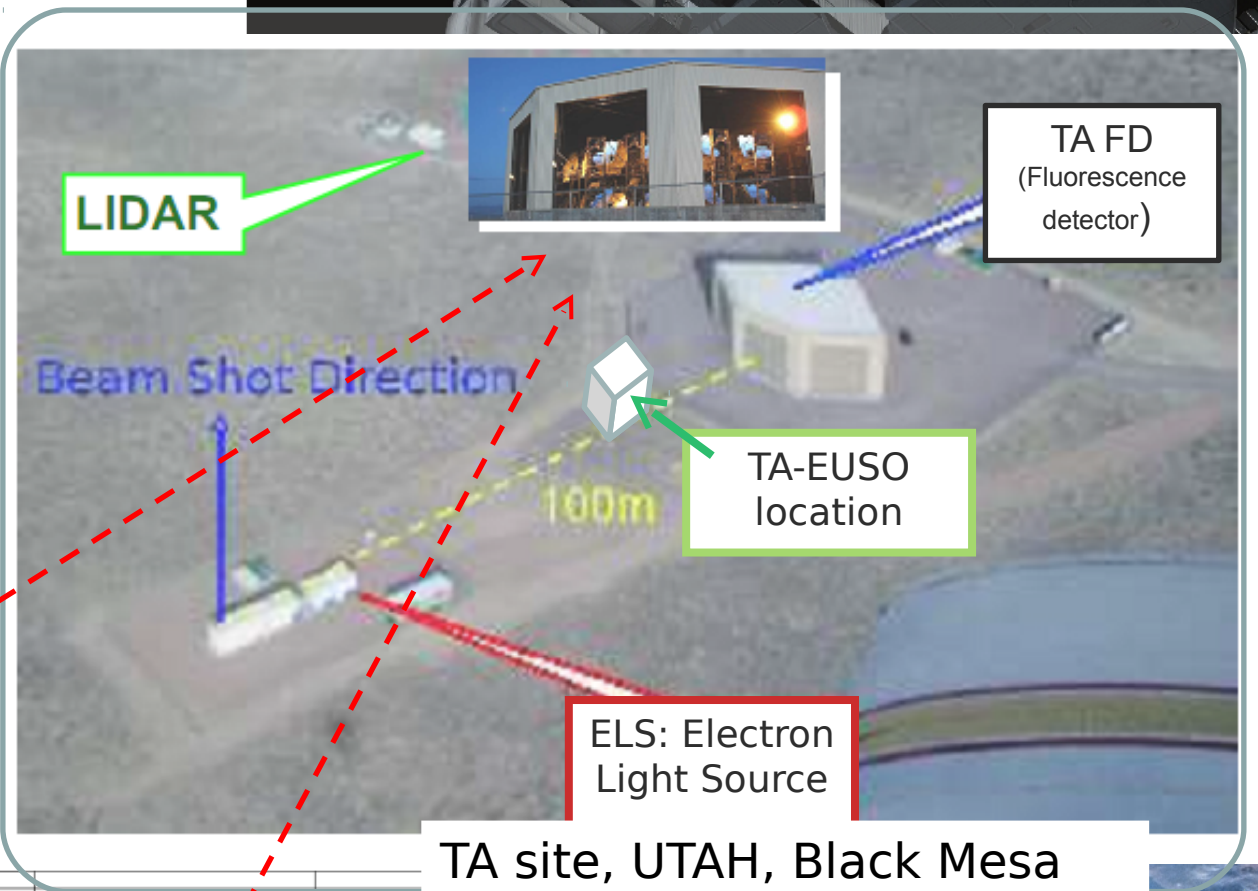 TA FD
(Fluorescence
detector)
LIDAR
Beam Shot Direction
TA-EUSO
location
100m
ELS: Electron
Light Source
TA site, UTAH, Black Mesa